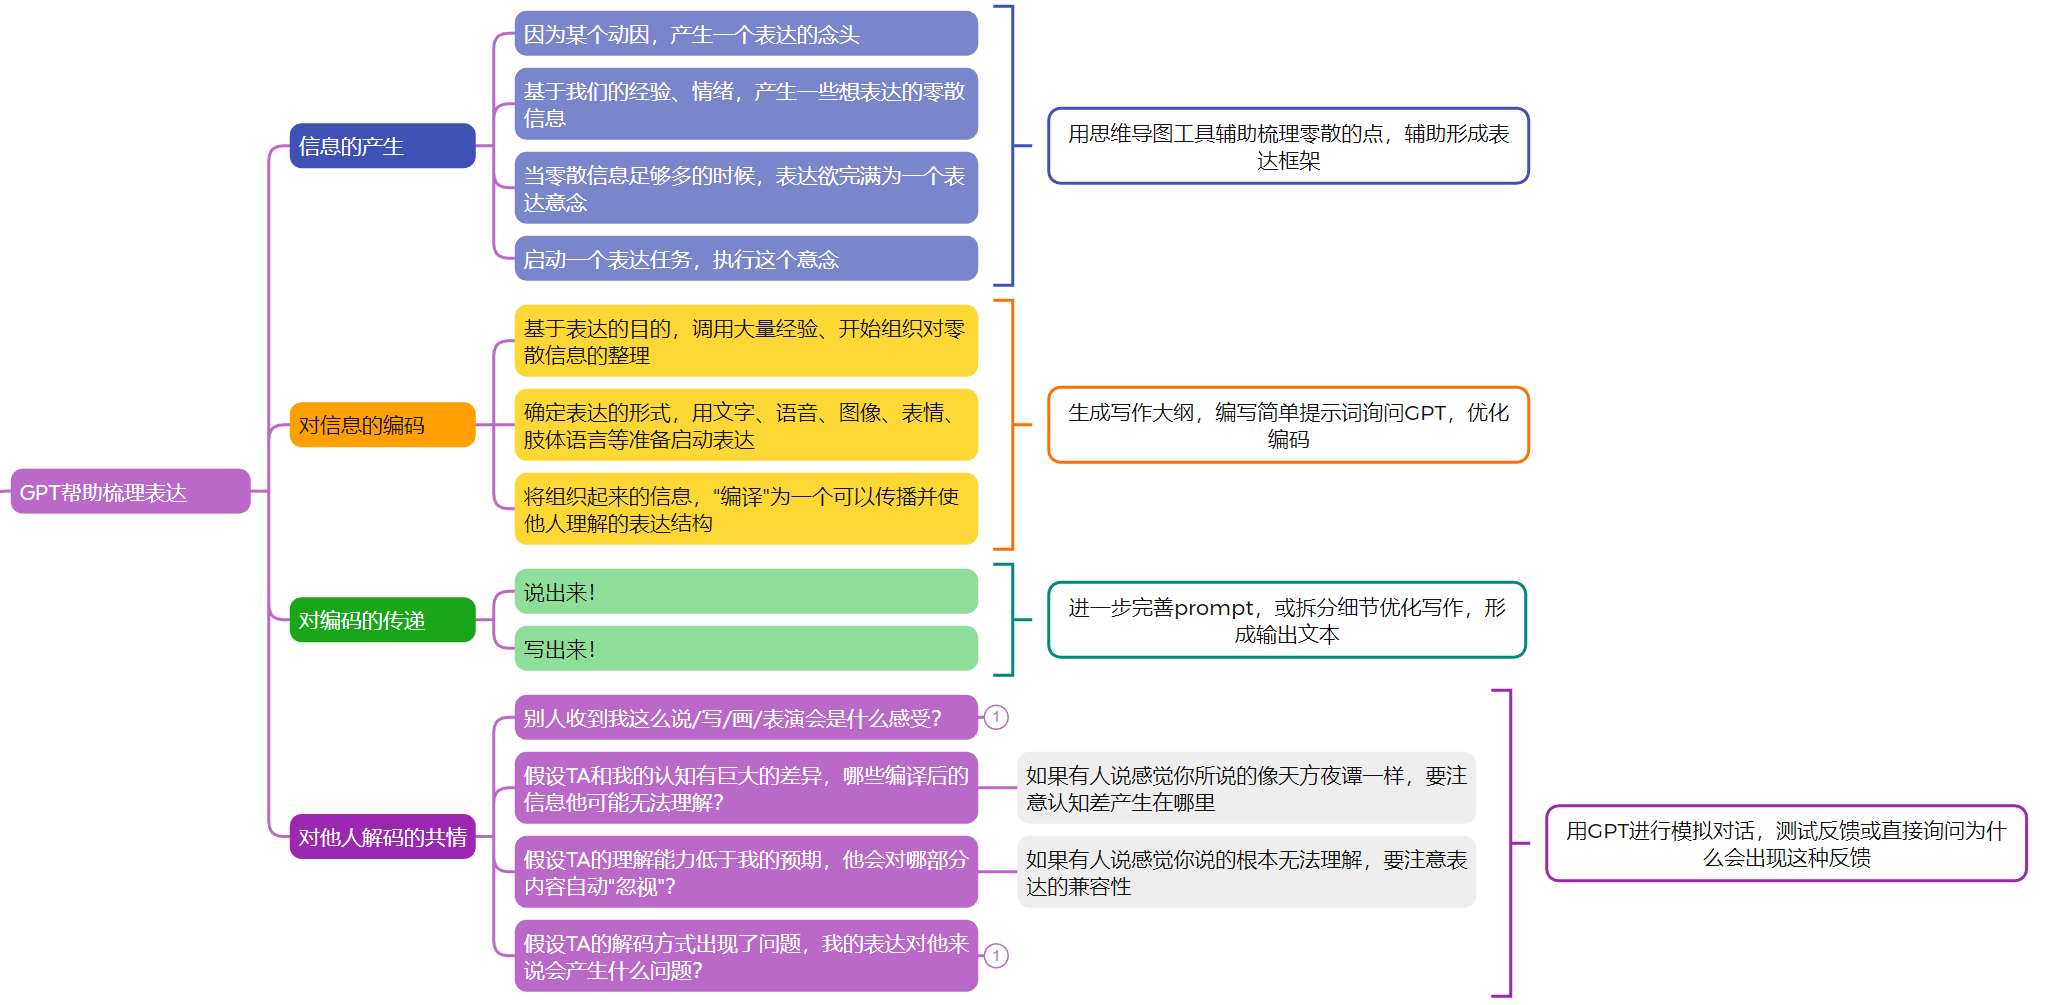 GPT帮助梳理表达
信息的产生
因为某个动因，产生一个表达的念头
基于我们的经验、情绪，产生一些想表达的零散
信息
当零散信息足够多的时候，表达欲完满为一个表
达意念
启动一个表达任务，执行这个意念
用思维导图工具辅助梳理零散的点，辅助形成表
达框架
对信息的编码
基于表达的目的，调用大量经验、开始组织对零
散信息的整理
确定表达的形式，用文字、语音、图像、表情、
肢体语言等准备启动表达
将组织起来的信息，"编译"为一个可以传播并使
他人理解的表达结构
生成写作大纲，编写简单提示词询问GPT，优化
编码
对编码的传递
说出来！
写出来！
进一步完善prompt，或拆分细节优化写作，形
成输出文本
对他人解码的共情
别人收到我这么说/写/画/表演会是什么感受？
1
假设TA和我的认知有巨大的差异，哪些编译后的
信息他可能无法理解？
如果有人说感觉你所说的像天方夜谭一样，要注
意认知差产生在哪里
假设TA的理解能力低于我的预期，他会对哪部分
内容自动"忽视"？
如果有人说感觉你说的根本无法理解，要注意表
达的兼容性
假设TA的解码方式出现了问题，我的表达对他来
说会产生什么问题？
1
用GPT进行模拟对话，测试反馈或直接询问为什
么会出现这种反馈